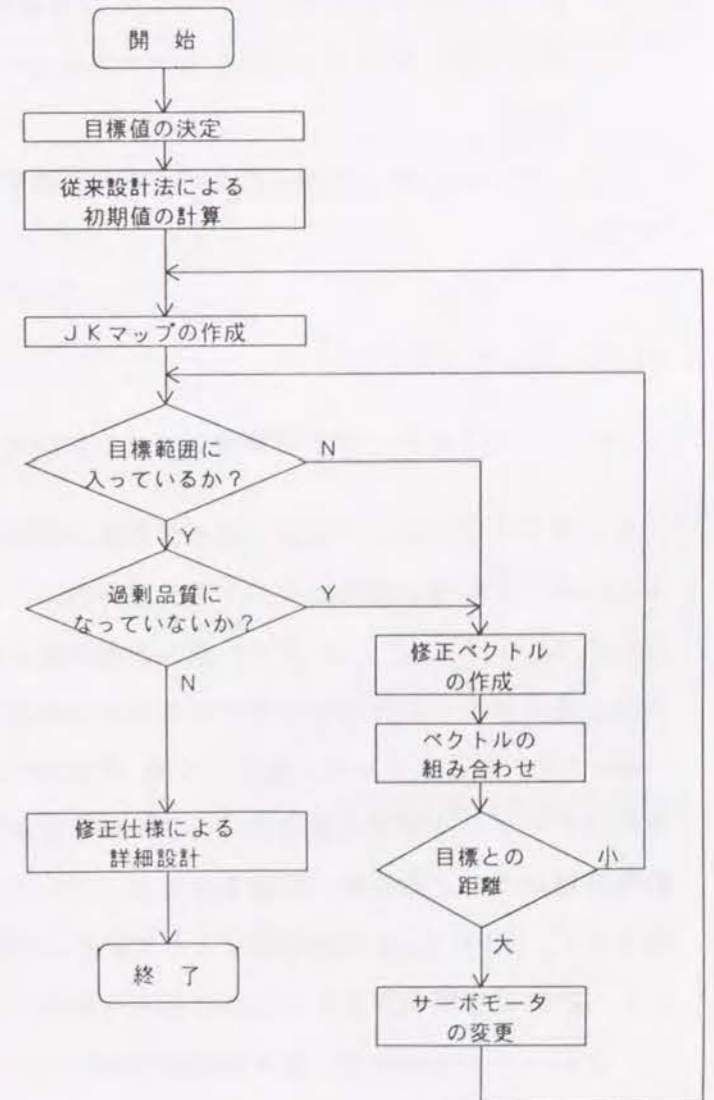 開 始
目標値の決定
従来設計法による
初期値の計算
JKマップの作成
目標範囲に
入っているか?
N
Y
過剰品質に
なっていないか?
Y
N
修正ベクトル
の作成
ベクトルの
組み合わせ
目標との
距離
小
大
サーボモータ
の変更
修正仕様による
詳細設計
終 了